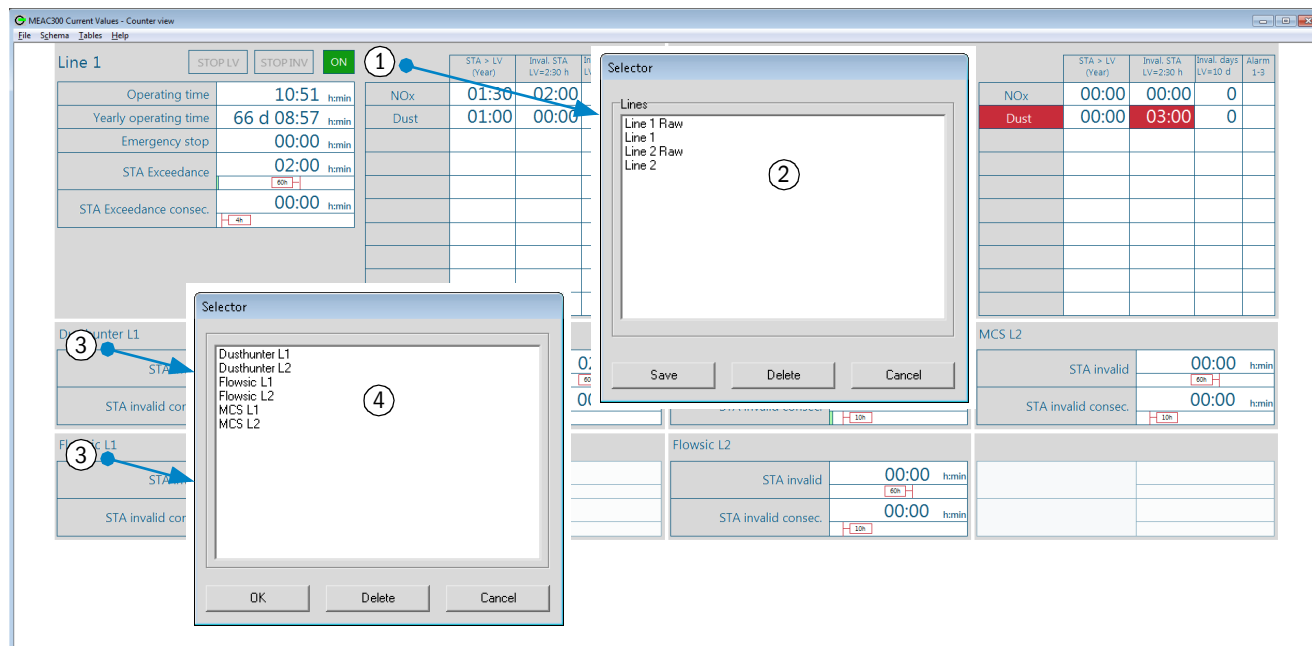 MEAC300 Current Values - Counter view
File Schema Tables Help
Line 1
STOP LV
STOP INV
ON
1
Operating time 10:51 h:min
Yearly operating time 66 d 08:57 h:min
Emergency stop 00:00 h:min
STA Exceedance 02:00 h:min
60h
STA Exceedance consec. 00:00 h:min
4h
STA > LV (Year)
Inval. STA LV=2:30 h
NOx 01:30 02:00
Dust 01:00 00:00
Selector
Lines
Line 1 Raw
Line 1
Line 2 Raw
Line 2
2
Save
Delete
Cancel
STA > LV (Year)
Inval. STA LV=2:30 h
Inval. days LV=10 d
Alarm 1-3
NOx 00:00 00:00 0
Dust 00:00 03:00 0
3
Selector
Dusthunter L1
Dusthunter L2
Flowsic L1
Flowsic L2
MCS L1
MCS L2
4
OK
Delete
Cancel
MCS L2
STA invalid 00:00 h:min
60h
STA invalid consec. 00:00 h:min
10h
10h
3
Flowsic L2
STA invalid 00:00 h:min
60h
STA invalid consec. 00:00 h:min
10h